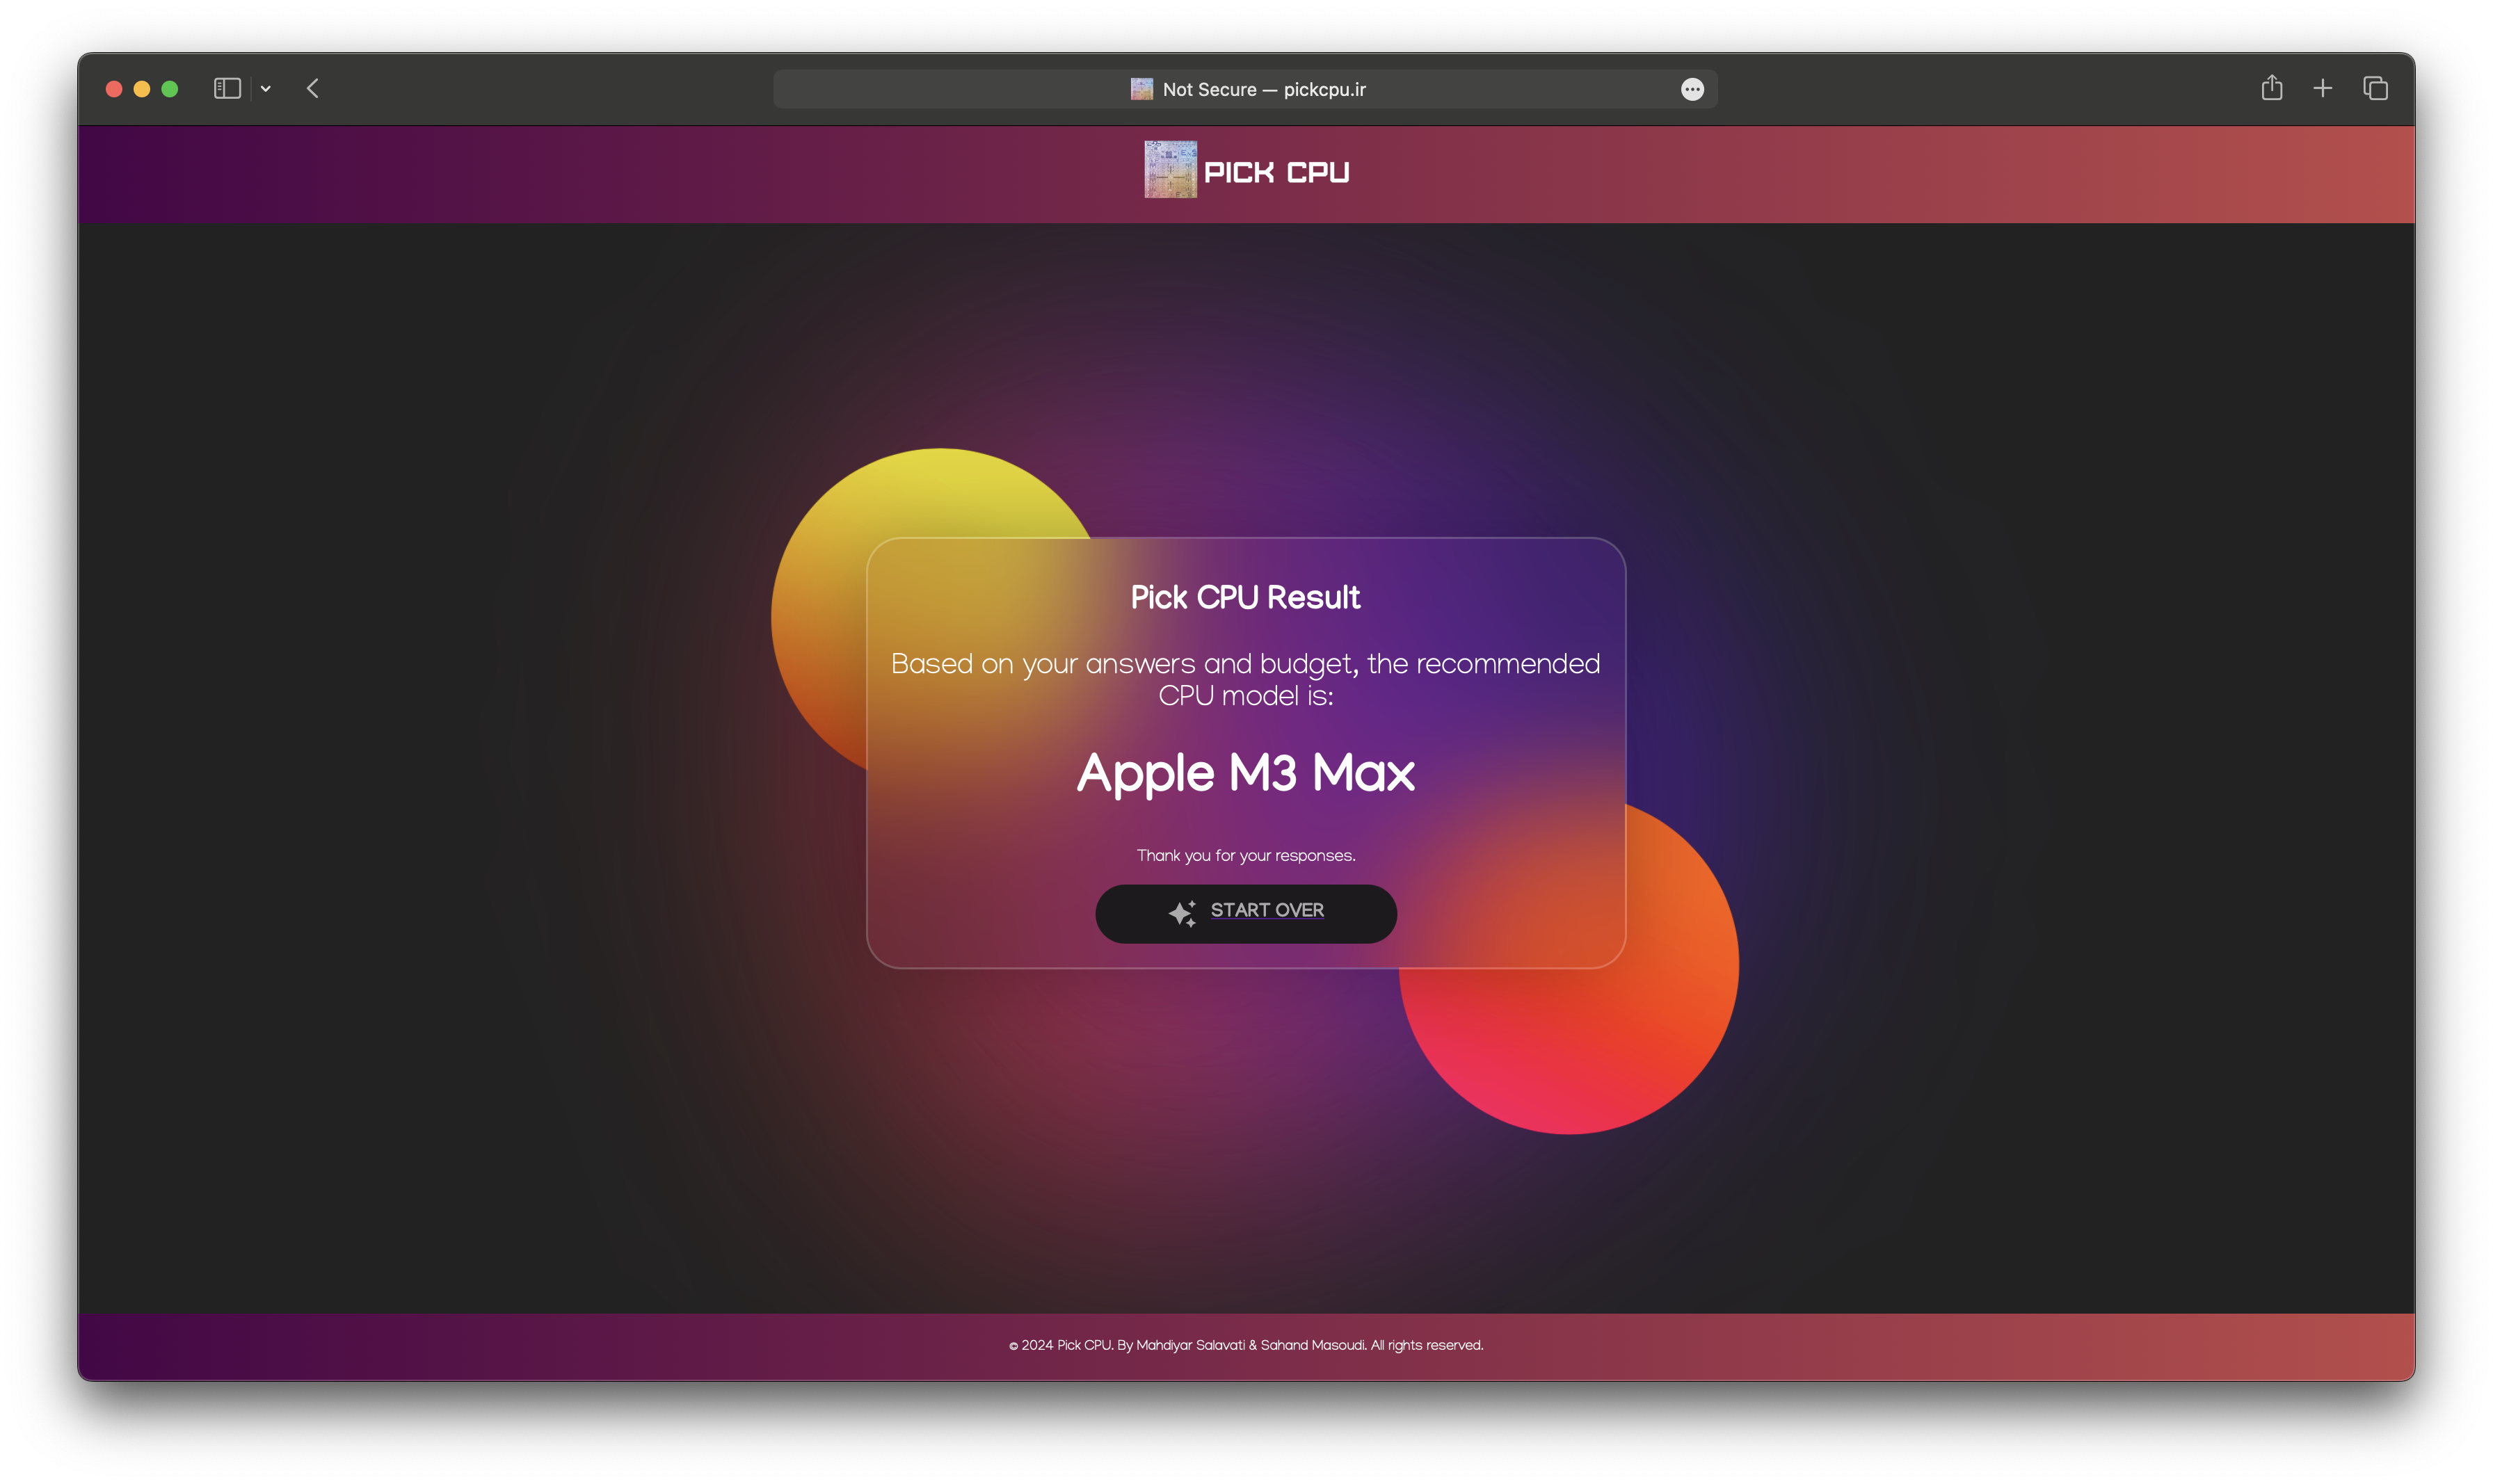 Not Secure — pickcpu.ir
PICK CPU
Pick CPU Result
Based on your answers and budget, the recommended
CPU model is:
Apple M3 Max
Thank you for your responses.
START OVER
© 2024 Pick CPU. By Mahdiyar Salavati & Sahand Masoudi. All rights reserved.